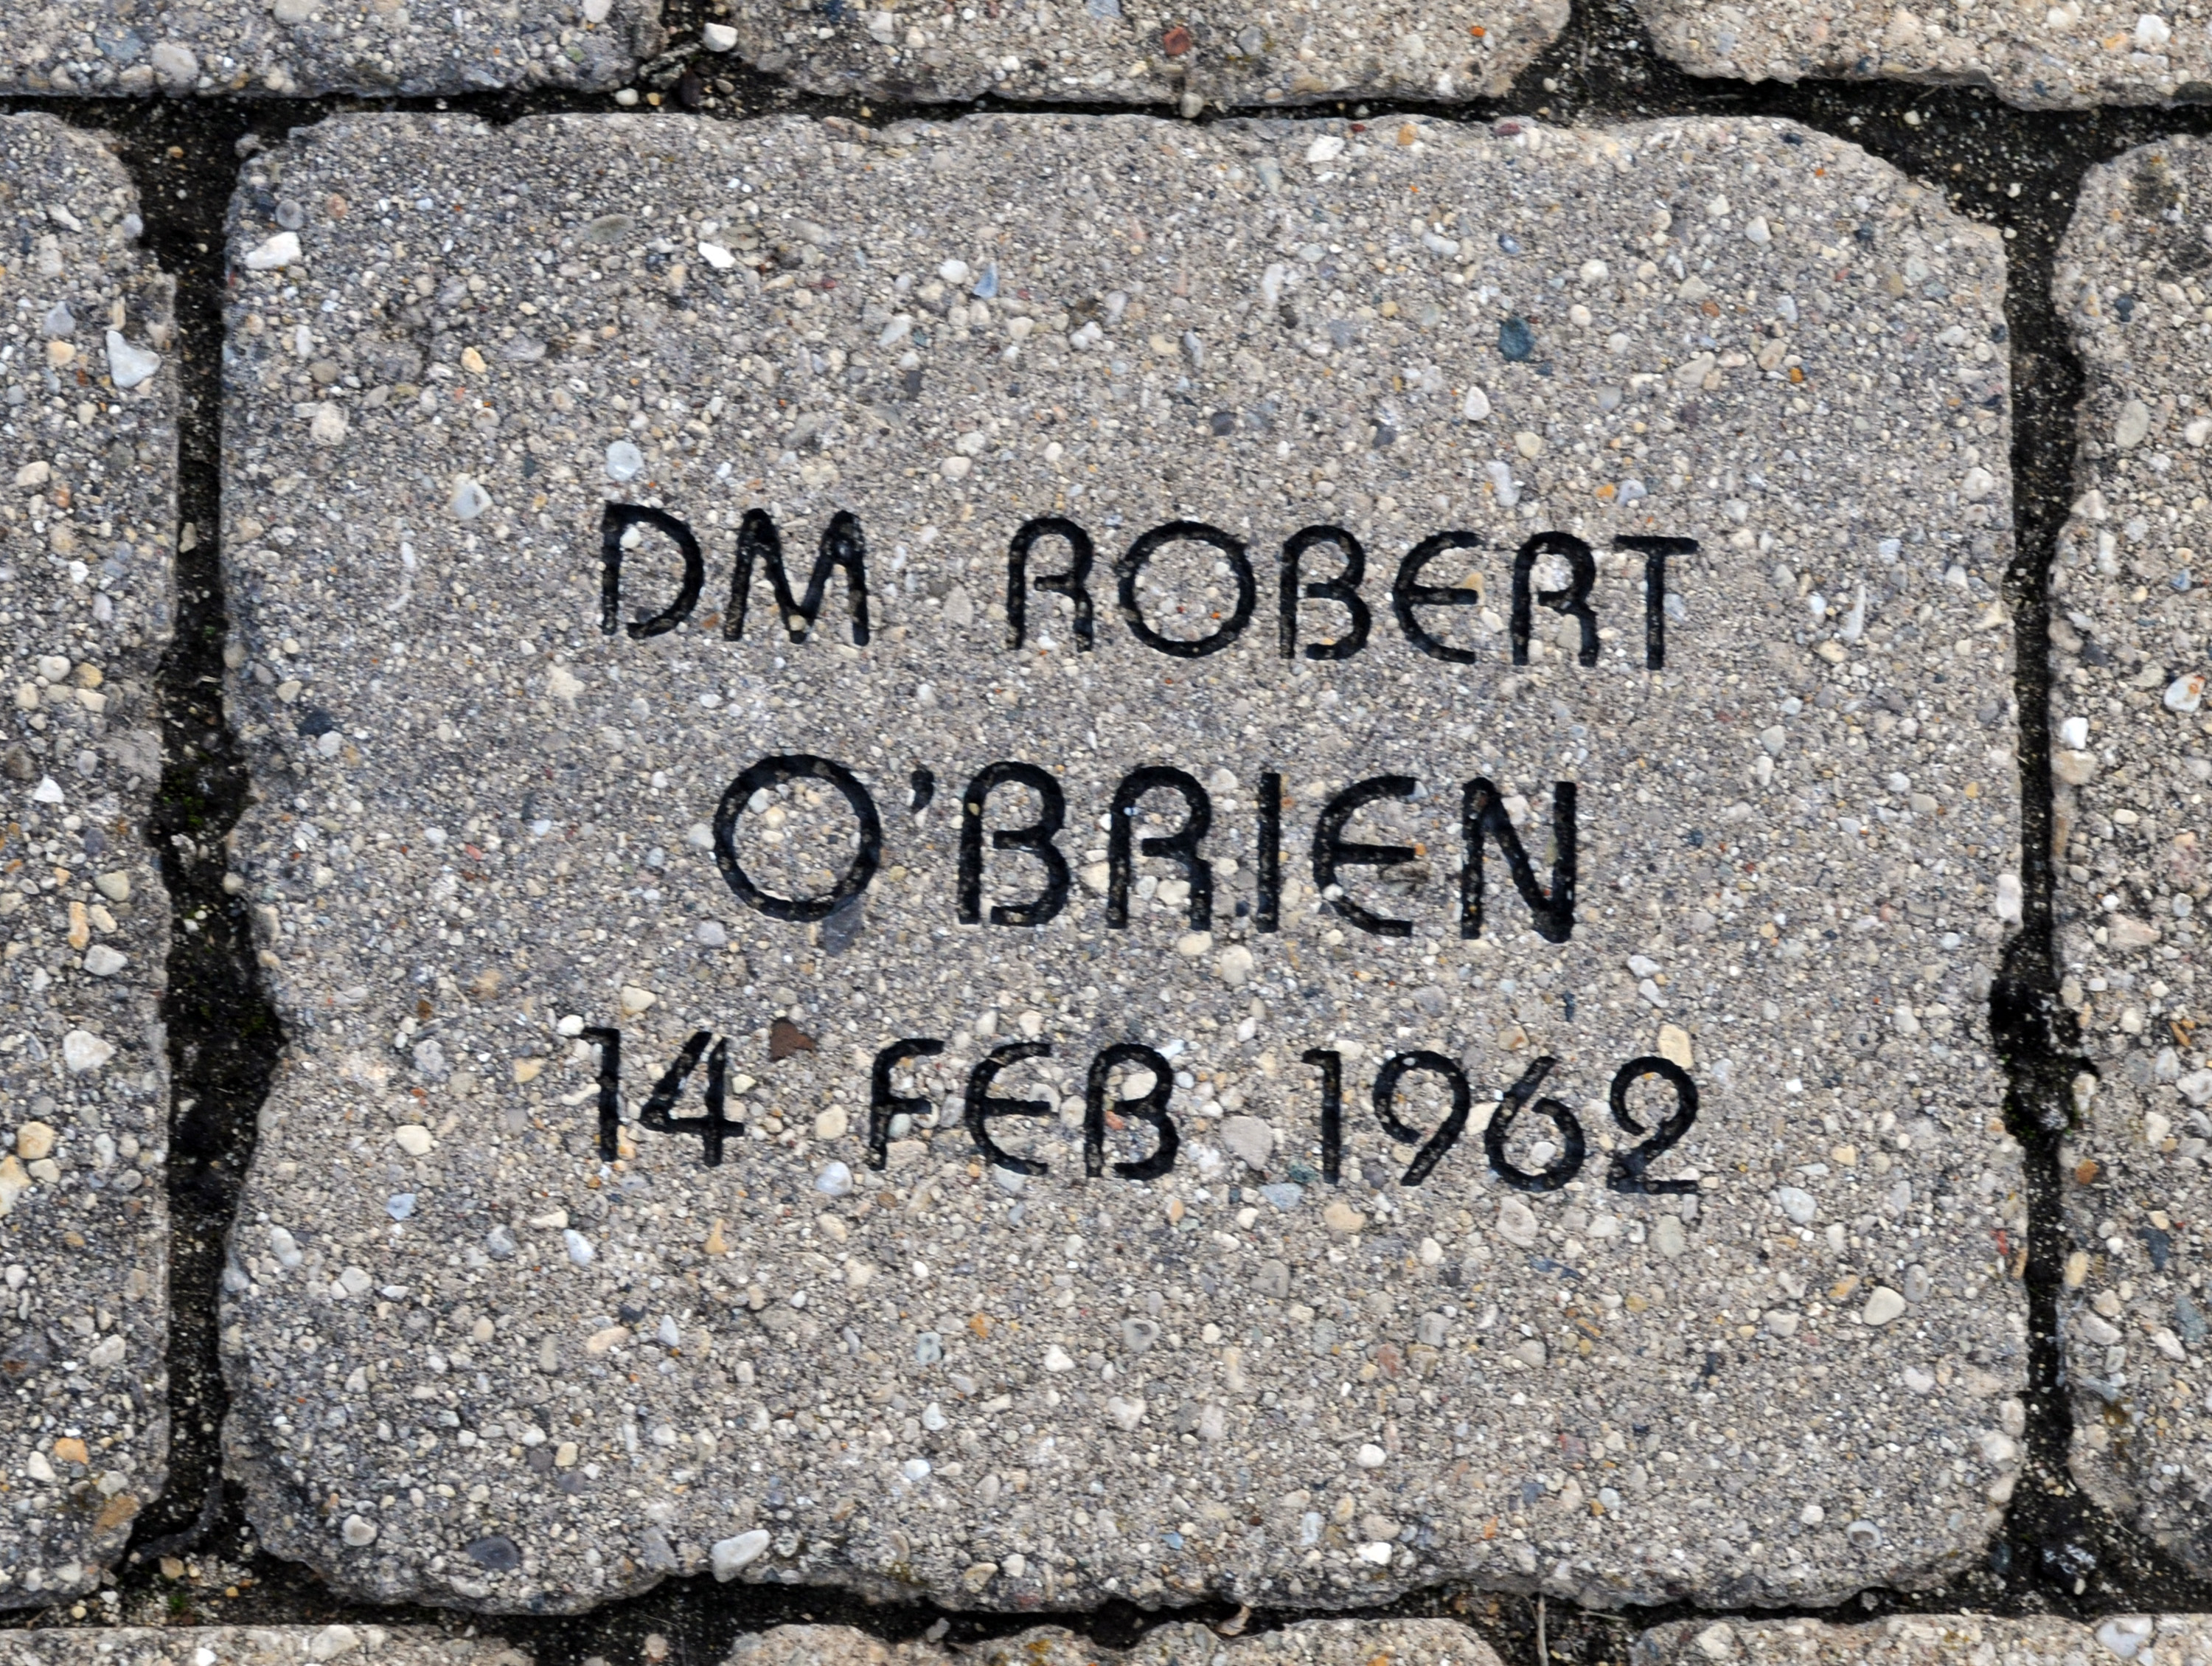 DM ROBERT
O'BRIEN
14 FEB 1962